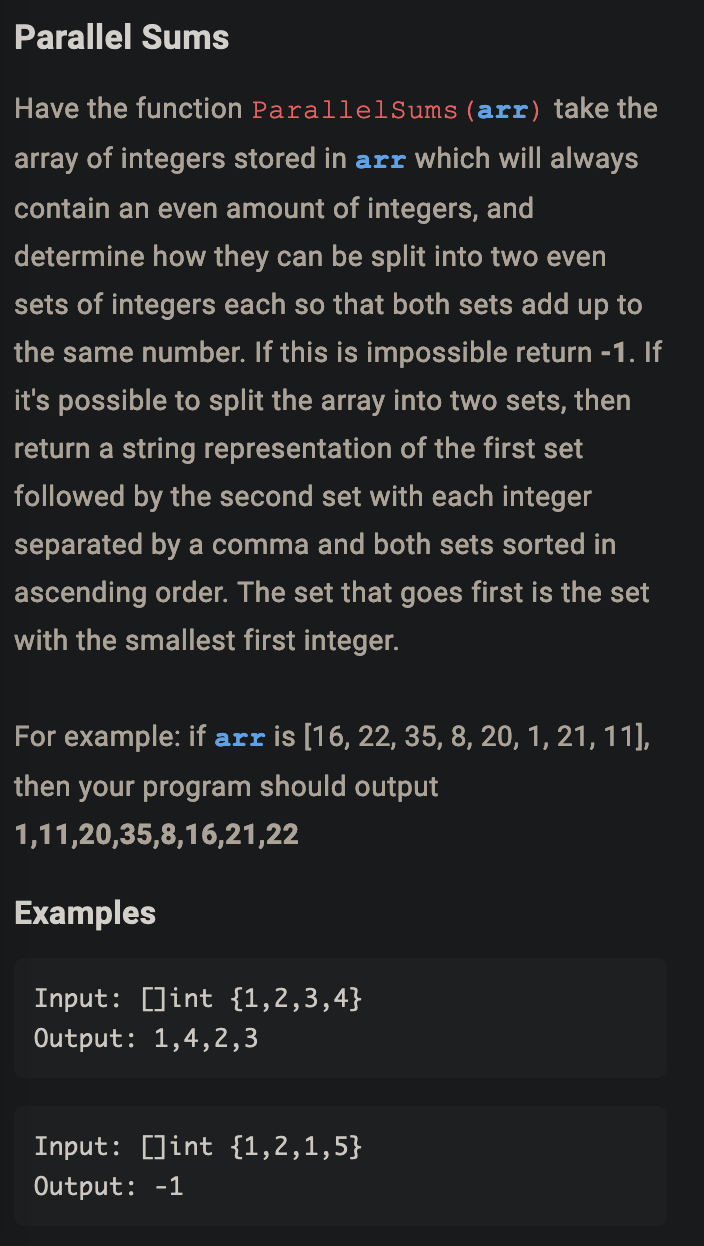 Parallel Sums
Have the function ParallelSums(arr) take the
array of integers stored in arr which will always
contain an even amount of integers, and
determine how they can be split into two even
sets of integers each so that both sets add up to
the same number. If this is impossible return -1. If
it's possible to split the array into two sets, then
return a string representation of the first set
followed by the second set with each integer
separated by a comma and both sets sorted in
ascending order. The set that goes first is the set
with the smallest first integer.
For example: if arr is [16, 22, 35, 8, 20, 1, 21, 11],
then your program should output
1,11,20,35,8,16,21,22
Examples
Input: []int {1,2,3,4}
Output: 1,4,2,3
Input: []int {1,2,1,5}
Output: -1